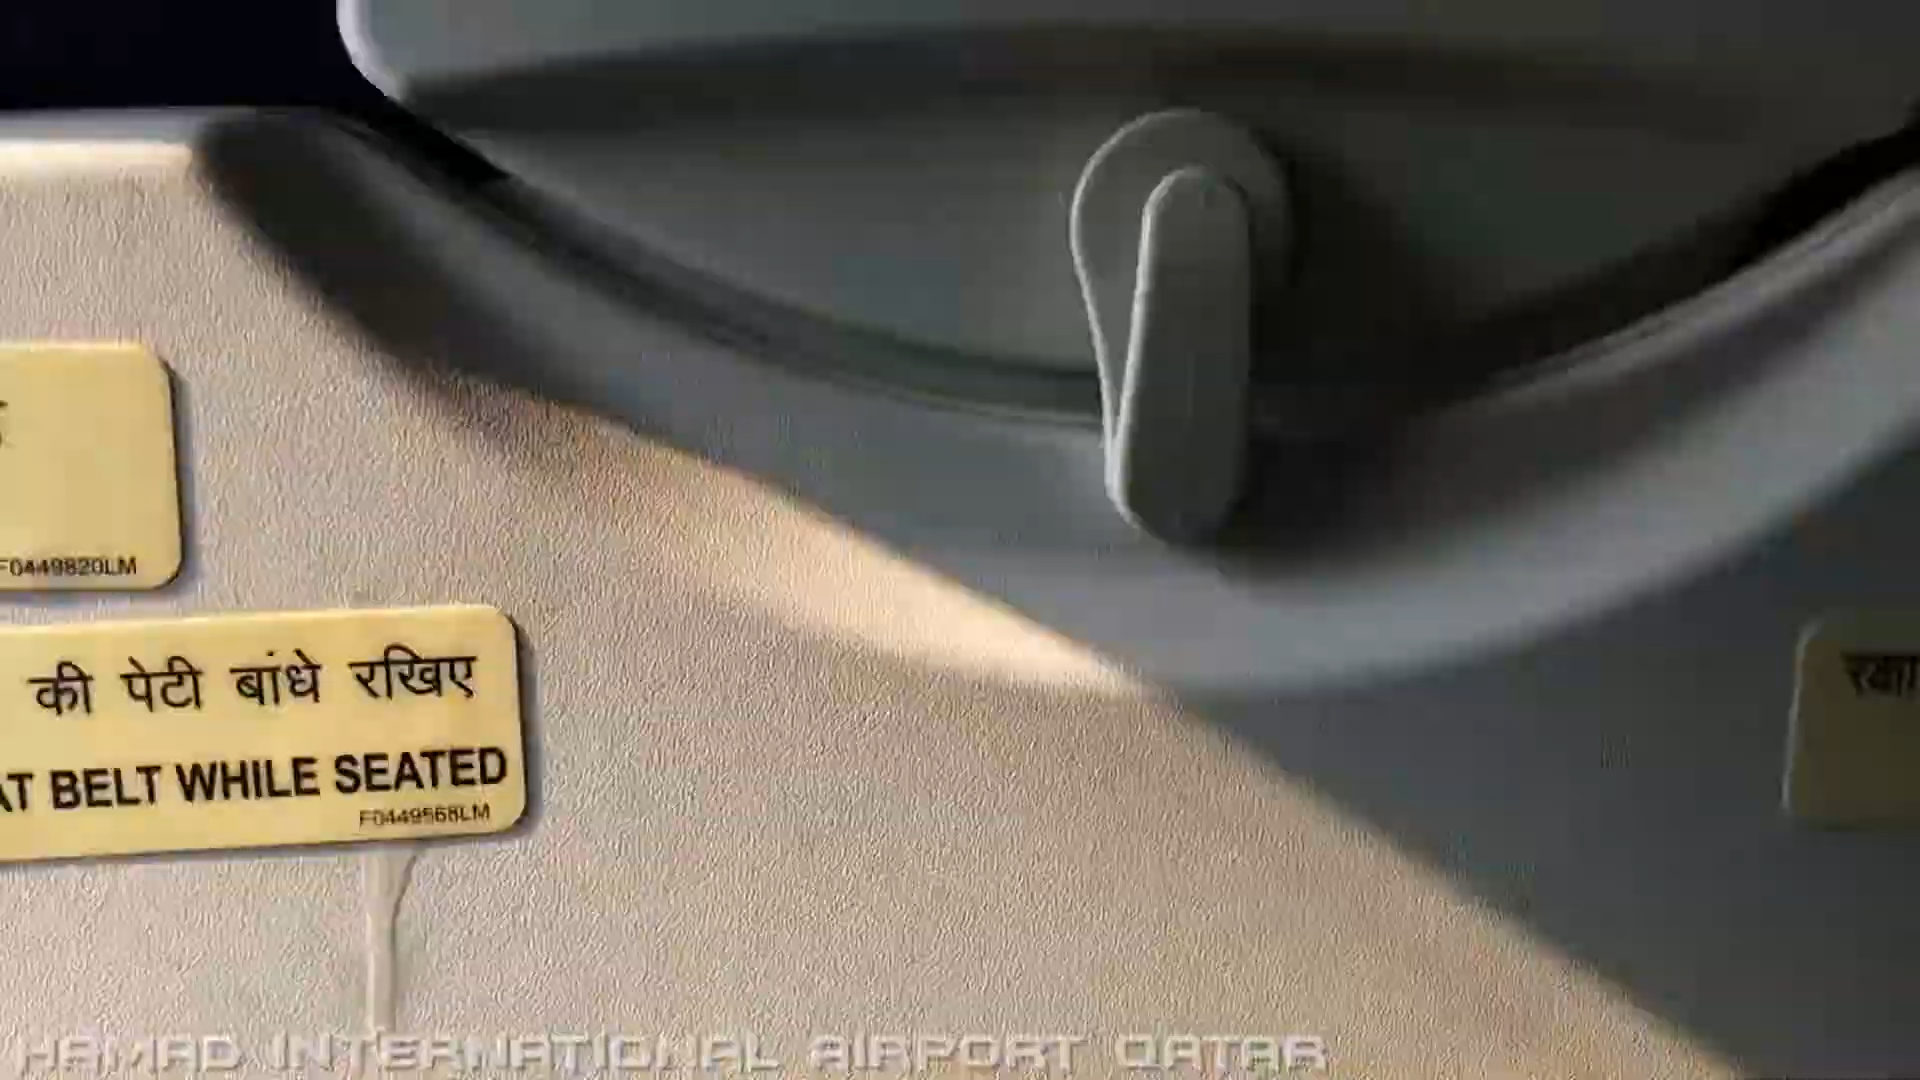 F0449820LM
की पेटी बांधे रखिए
AT BELT WHILE SEATED
F0449568LM
HAMAD INTERNATIONAL AIRPORT QATAR